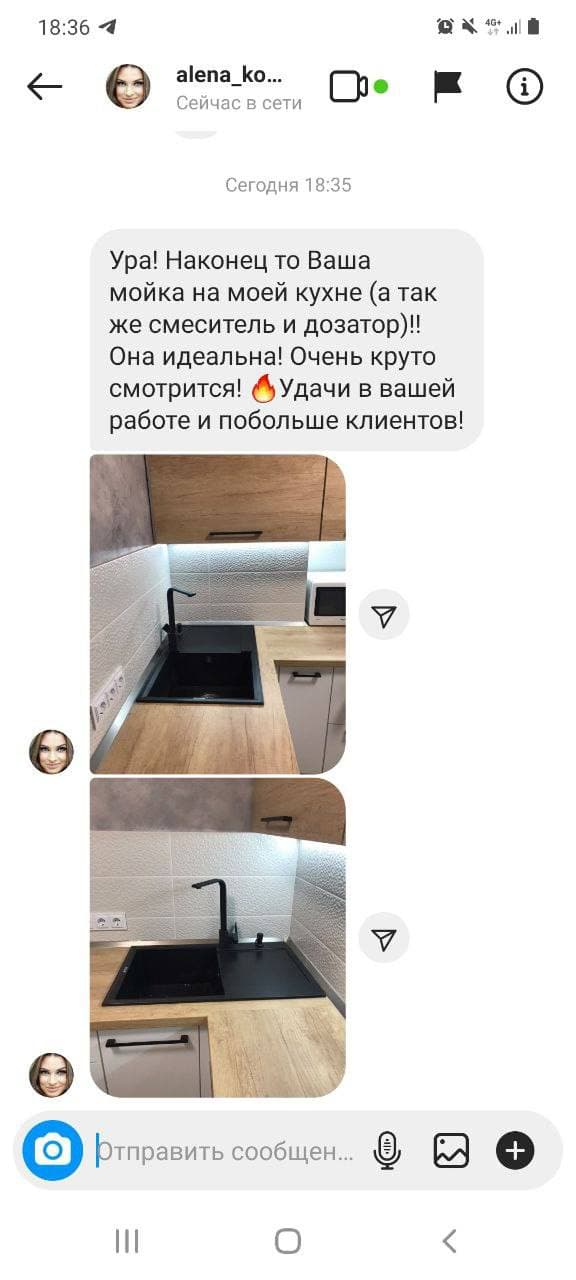 18:36
4G+
alena_ko...
Сейчас в сети
Сегодня 18:35
Ура! Наконец то Ваша
мойка на моей кухне (а так
же смеситель и дозатор)!!
Она идеальна! Очень круто
смотрится! 🔥Удачи в вашей
работе и побольше клиентов!
Отправить сообщен...